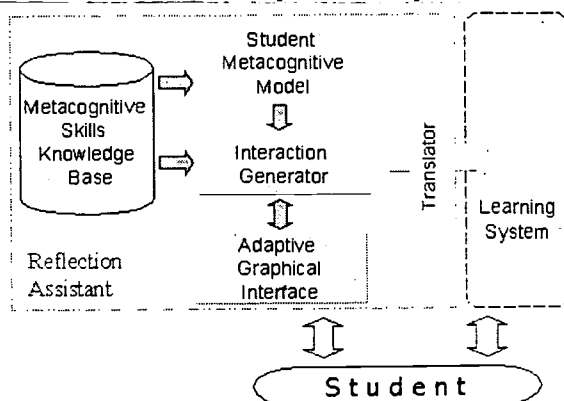 Student
Metacognitive
Model
Metacognitive
Skills
Knowledge
Base
Interaction
Generator
Adaptive
Graphical
Interface
Reflection
Assistant
Translator
Learning
System
Student